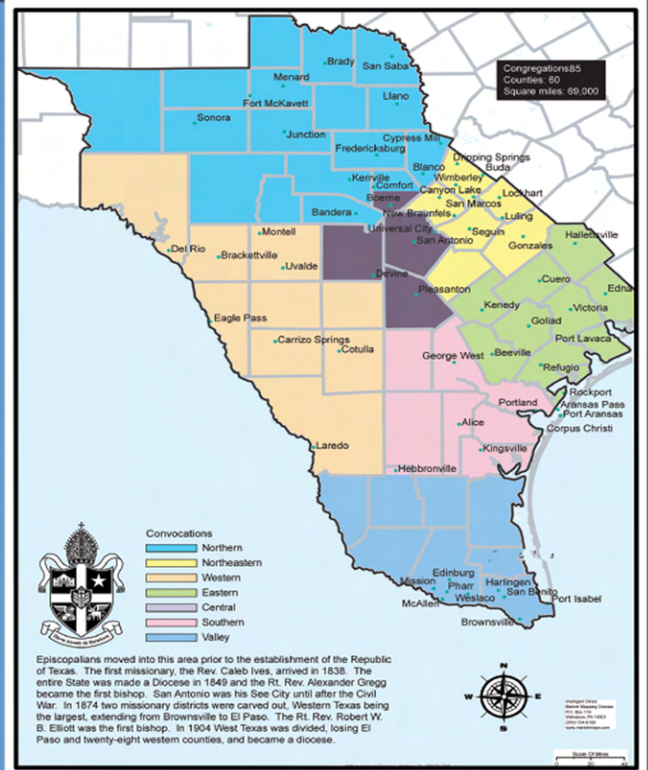 Congregations85
Counties: 60
Square miles: 69,000
Brady
San Saba
Menard
Llano
Fort McKavett
Sonora
Junction
Cypress Mill
Fredericksburg
Dripping Springs
Buda
Blanco
Wimberley
Kerrville
Comfort
Canyon Lake
Lockhart
Boerne
San Marcos
Bandera
New Braunfels
Luling
Universal City
Seguin
Montell
San Antonio
Gonzales
Hallettsville
Del Rio
Brackettville
Uvalde
Devine
Cuero
Pleasanton
Edna
Kenedy
Victoria
Eagle Pass
Goliad
Carrizo Springs
Port Lavaca
Cotulla
George West
Beeville
Refugio
Rockport
Portland
Aransas Pass
Port Aransas
Alice
Corpus Christi
Laredo
Kingsville
Hebbronville
Convocations
Northern
Northeastern
Western
Eastern
Central
Southern
Valley
Edinburg
Mission
Pharr
Harlingen
San Benito
Weslaco
McAllen
Port Isabel
Brownsville
Episcopalians moved into this area prior to the establishment of the Republic
of Texas. The first missionary, the Rev. Caleb Ives, arrived in 1838. The
entire State was made a Diocese in 1849 and the Rt. Rev. Alexander Gregg
became the first bishop. San Antonio was his See City until after the Civil
War. In 1874 two missionary districts were carved out, Western Texas being
the largest, extending from Brownsville to El Paso. The Rt. Rev. Robert W.
B. Elliott was the first bishop. In 1904 West Texas was divided, losing El
Paso and twenty-eight western counties, and became a diocese.
N
W E
S
Scale Of Miles